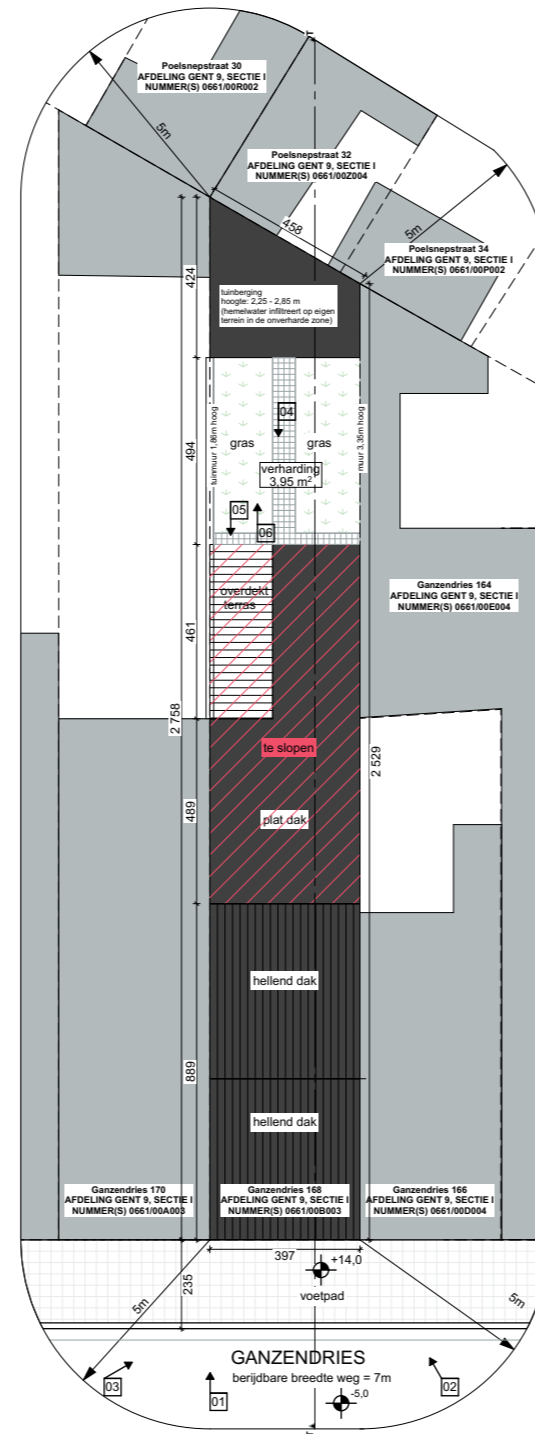 Poelsnepstraat 30
AFDELING GENT 9, SECTIE I
NUMMER(S) 0661/00R002
5m
Poelsnepstraat 32
AFDELING GENT 9, SECTIE I
NUMMER(S) 0661/00Z004
458
5m
Poelsnepstraat 34
AFDELING GENT 9, SECTIE I
NUMMER(S) 0661/00P002
424
tuinberging
hoogte: 2,25 - 2,85 m
(hemelwater infiltreert op eigen
terrein in de onverharde zone)
tuinmuur 1,86m hoog
muur 3,35m hoog
04
494
gras
gras
verharding
3,95 m²
05
06
overdekt
terras
Ganzendries 164
AFDELING GENT 9, SECTIE I
NUMMER(S) 0661/00E004
461
2 758
te slopen
2 529
489
plat dak
hellend dak
889
hellend dak
Ganzendries 170
AFDELING GENT 9, SECTIE I
NUMMER(S) 0661/00A003
Ganzendries 168
AFDELING GENT 9, SECTIE I
NUMMER(S) 0661/00B003
Ganzendries 166
AFDELING GENT 9, SECTIE I
NUMMER(S) 0661/00D004
397
+14,0
235
voetpad
5m
5m
GANZENDRIES
berijdbare breedte weg = 7m
03
01
02
-5,0